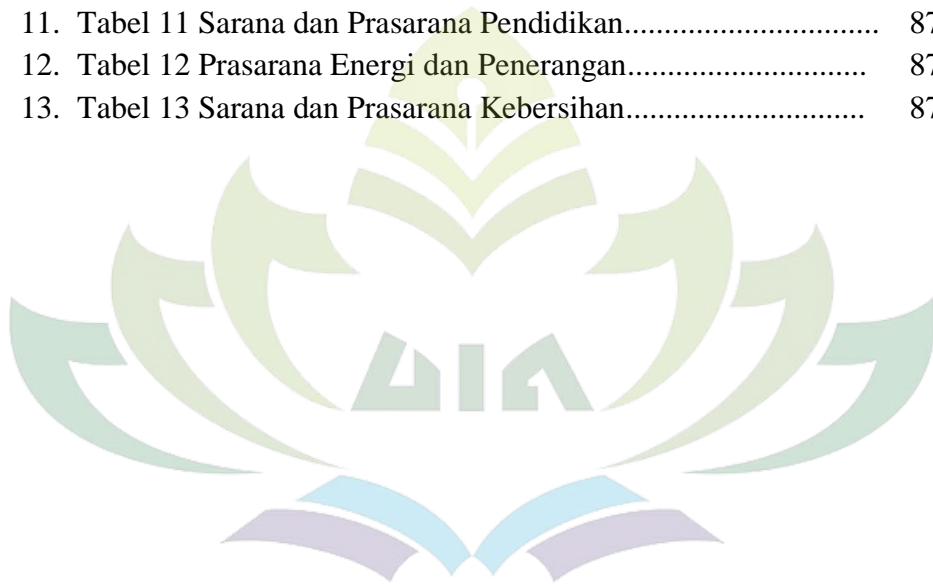 11. Tabel 11 Sarana dan Prasarana Pendidikan................................ 87
12. Tabel 12 Prasarana Energi dan Penerangan.............................. 87
13. Tabel 13 Sarana dan Prasarana Kebersihan.............................. 87
UIN